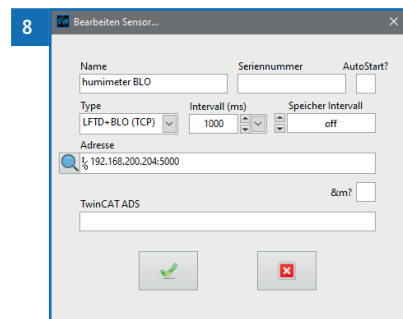 8
SW Bearbeiten Sensor...
Name Seriennummer AutoStart?
humimeter BLO
Type Intervall (ms) Speicher Intervall
LFTD+BLO (TCP) 1000 off
Adresse
192.168.200.204:5000
&m?
TwinCAT ADS